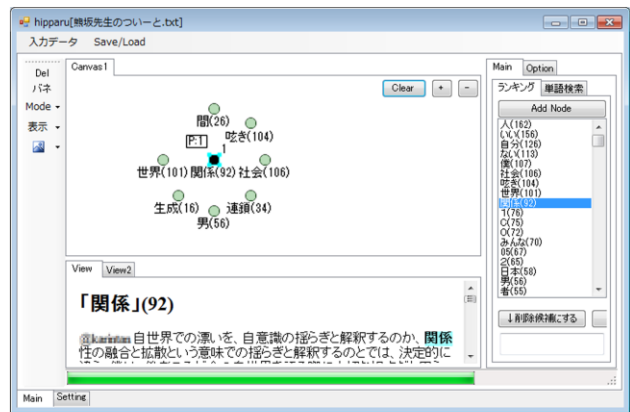 hipparu[熊坂先生のついーと.txt]
入力データ Save/Load
Del
バネ
Mode
表示
Canvas1
Clear + -
間(26)
P:1 呟き(104)
1
世界(101) 関係(92) 社会(106)
生成(16) 連鎖(34)
男(56)
View View2
「関係」(92)
自世界での漂いを、自意識の揺らぎと解釈するのか、関係
性の融合と拡散という意味での揺らぎと解釈するのとでは、決定的に
Main Option
ランキング 単語検索
Add Node
人(162)
いい(156)
自分(126)
ない(113)
僕(107)
社会(106)
呟き(104)
世界(101)
関係(92)
1(76)
C(75)
O(72)
みんな(70)
05(67)
2(65)
日本(58)
男(56)
者(55)
↓削除候補にする
Main Setting